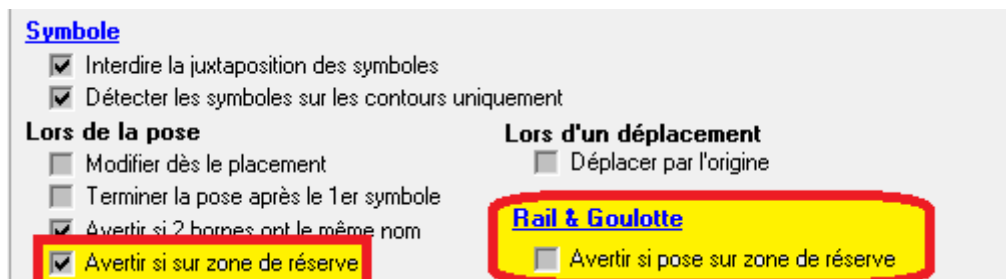 Symbole
Interdire la juxtaposition des symboles
Détecter les symboles sur les contours uniquement
Lors de la pose
Modifier dès le placement
Terminer la pose après le 1er symbole
Avertir si 2 bornes ont le même nom
Avertir si sur zone de réserve
Lors d'un déplacement
Déplacer par l'origine
Rail & Goulotte
Avertir si pose sur zone de réserve